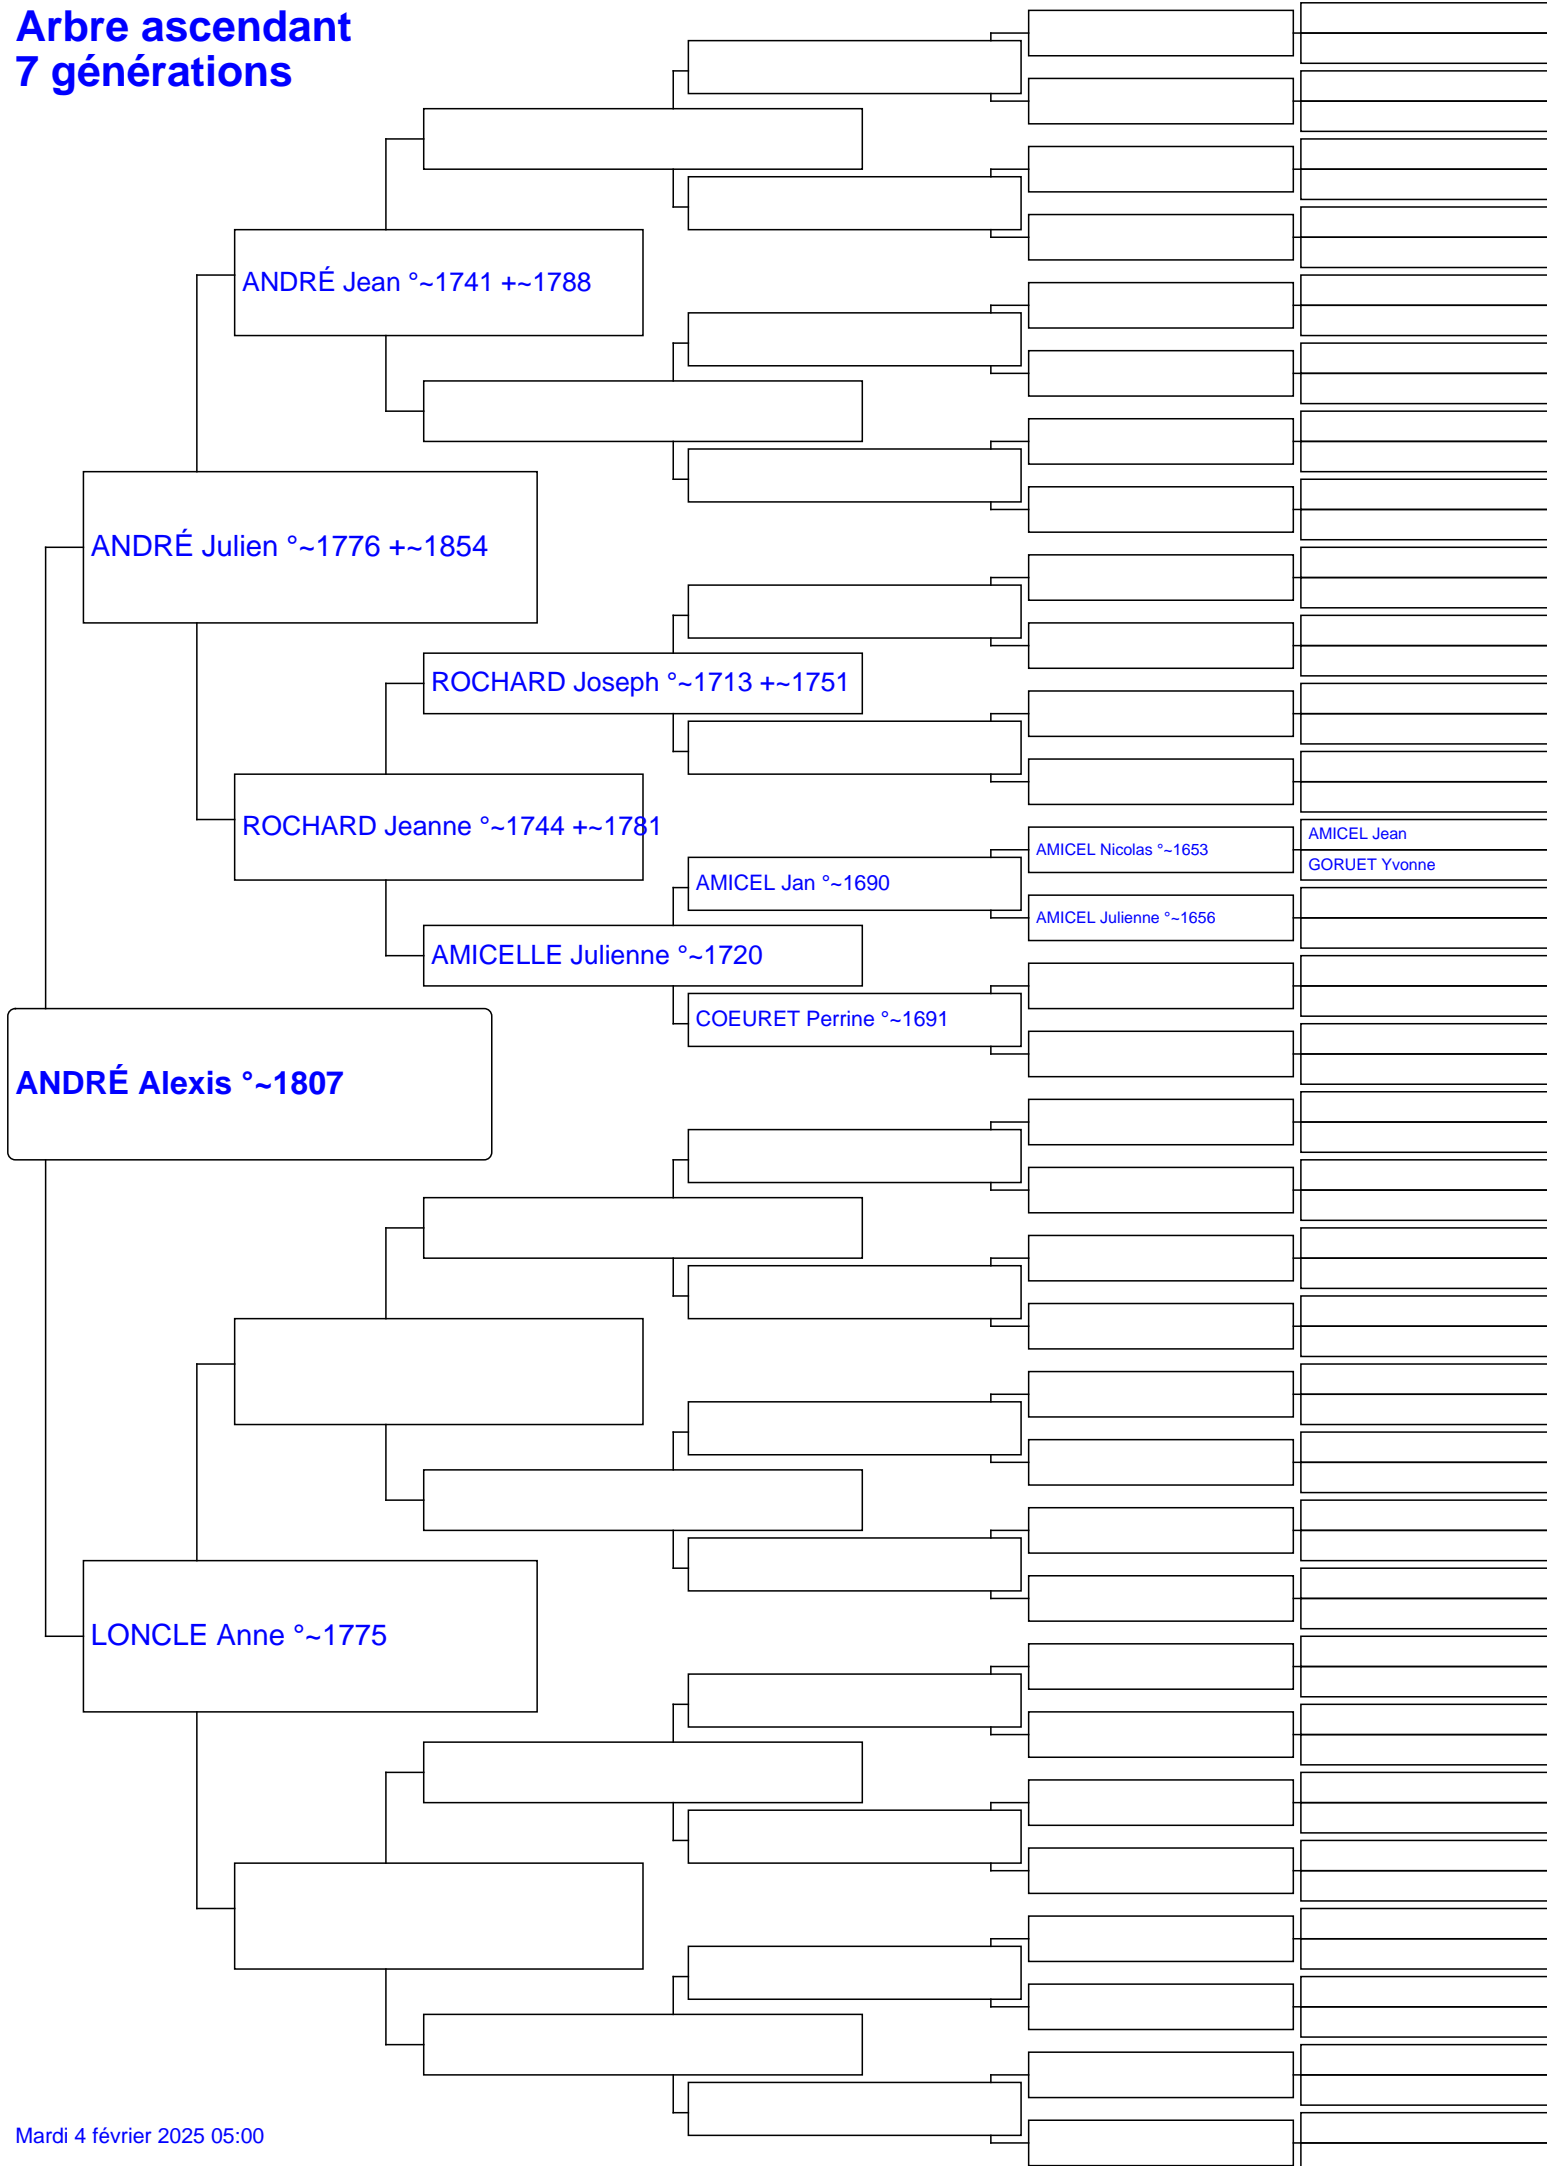 Arbre ascendant
7 générations
ANDRÉ Jean °~1741 +~1788
ANDRÉ Julien °~1776 +~1854
ROCHARD Joseph °~1713 +~1751
ROCHARD Jeanne °~1744 +~1781
AMICEL Jean
AMICEL Nicolas °~1653
GORUET Yvonne
AMICEL Jan °~1690
AMICEL Julienne °~1656
AMICELLE Julienne °~1720
COEURET Perrine °~1691
ANDRÉ Alexis °~1807
LONCLE Anne °~1775
Mardi 4 février 2025 05:00